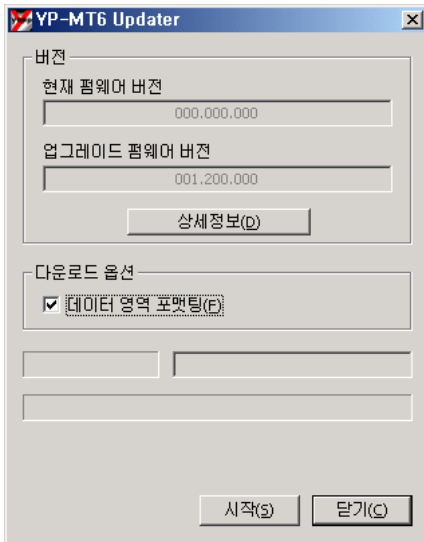 YP-MT6 Updater
버전
현재 펌웨어 버전
000.000.000
업그레이드 펌웨어 버전
001.200.000
상세정보(D)
다운로드 옵션
데이터 영역 포맷팅(F)
시작(S) 닫기(C)